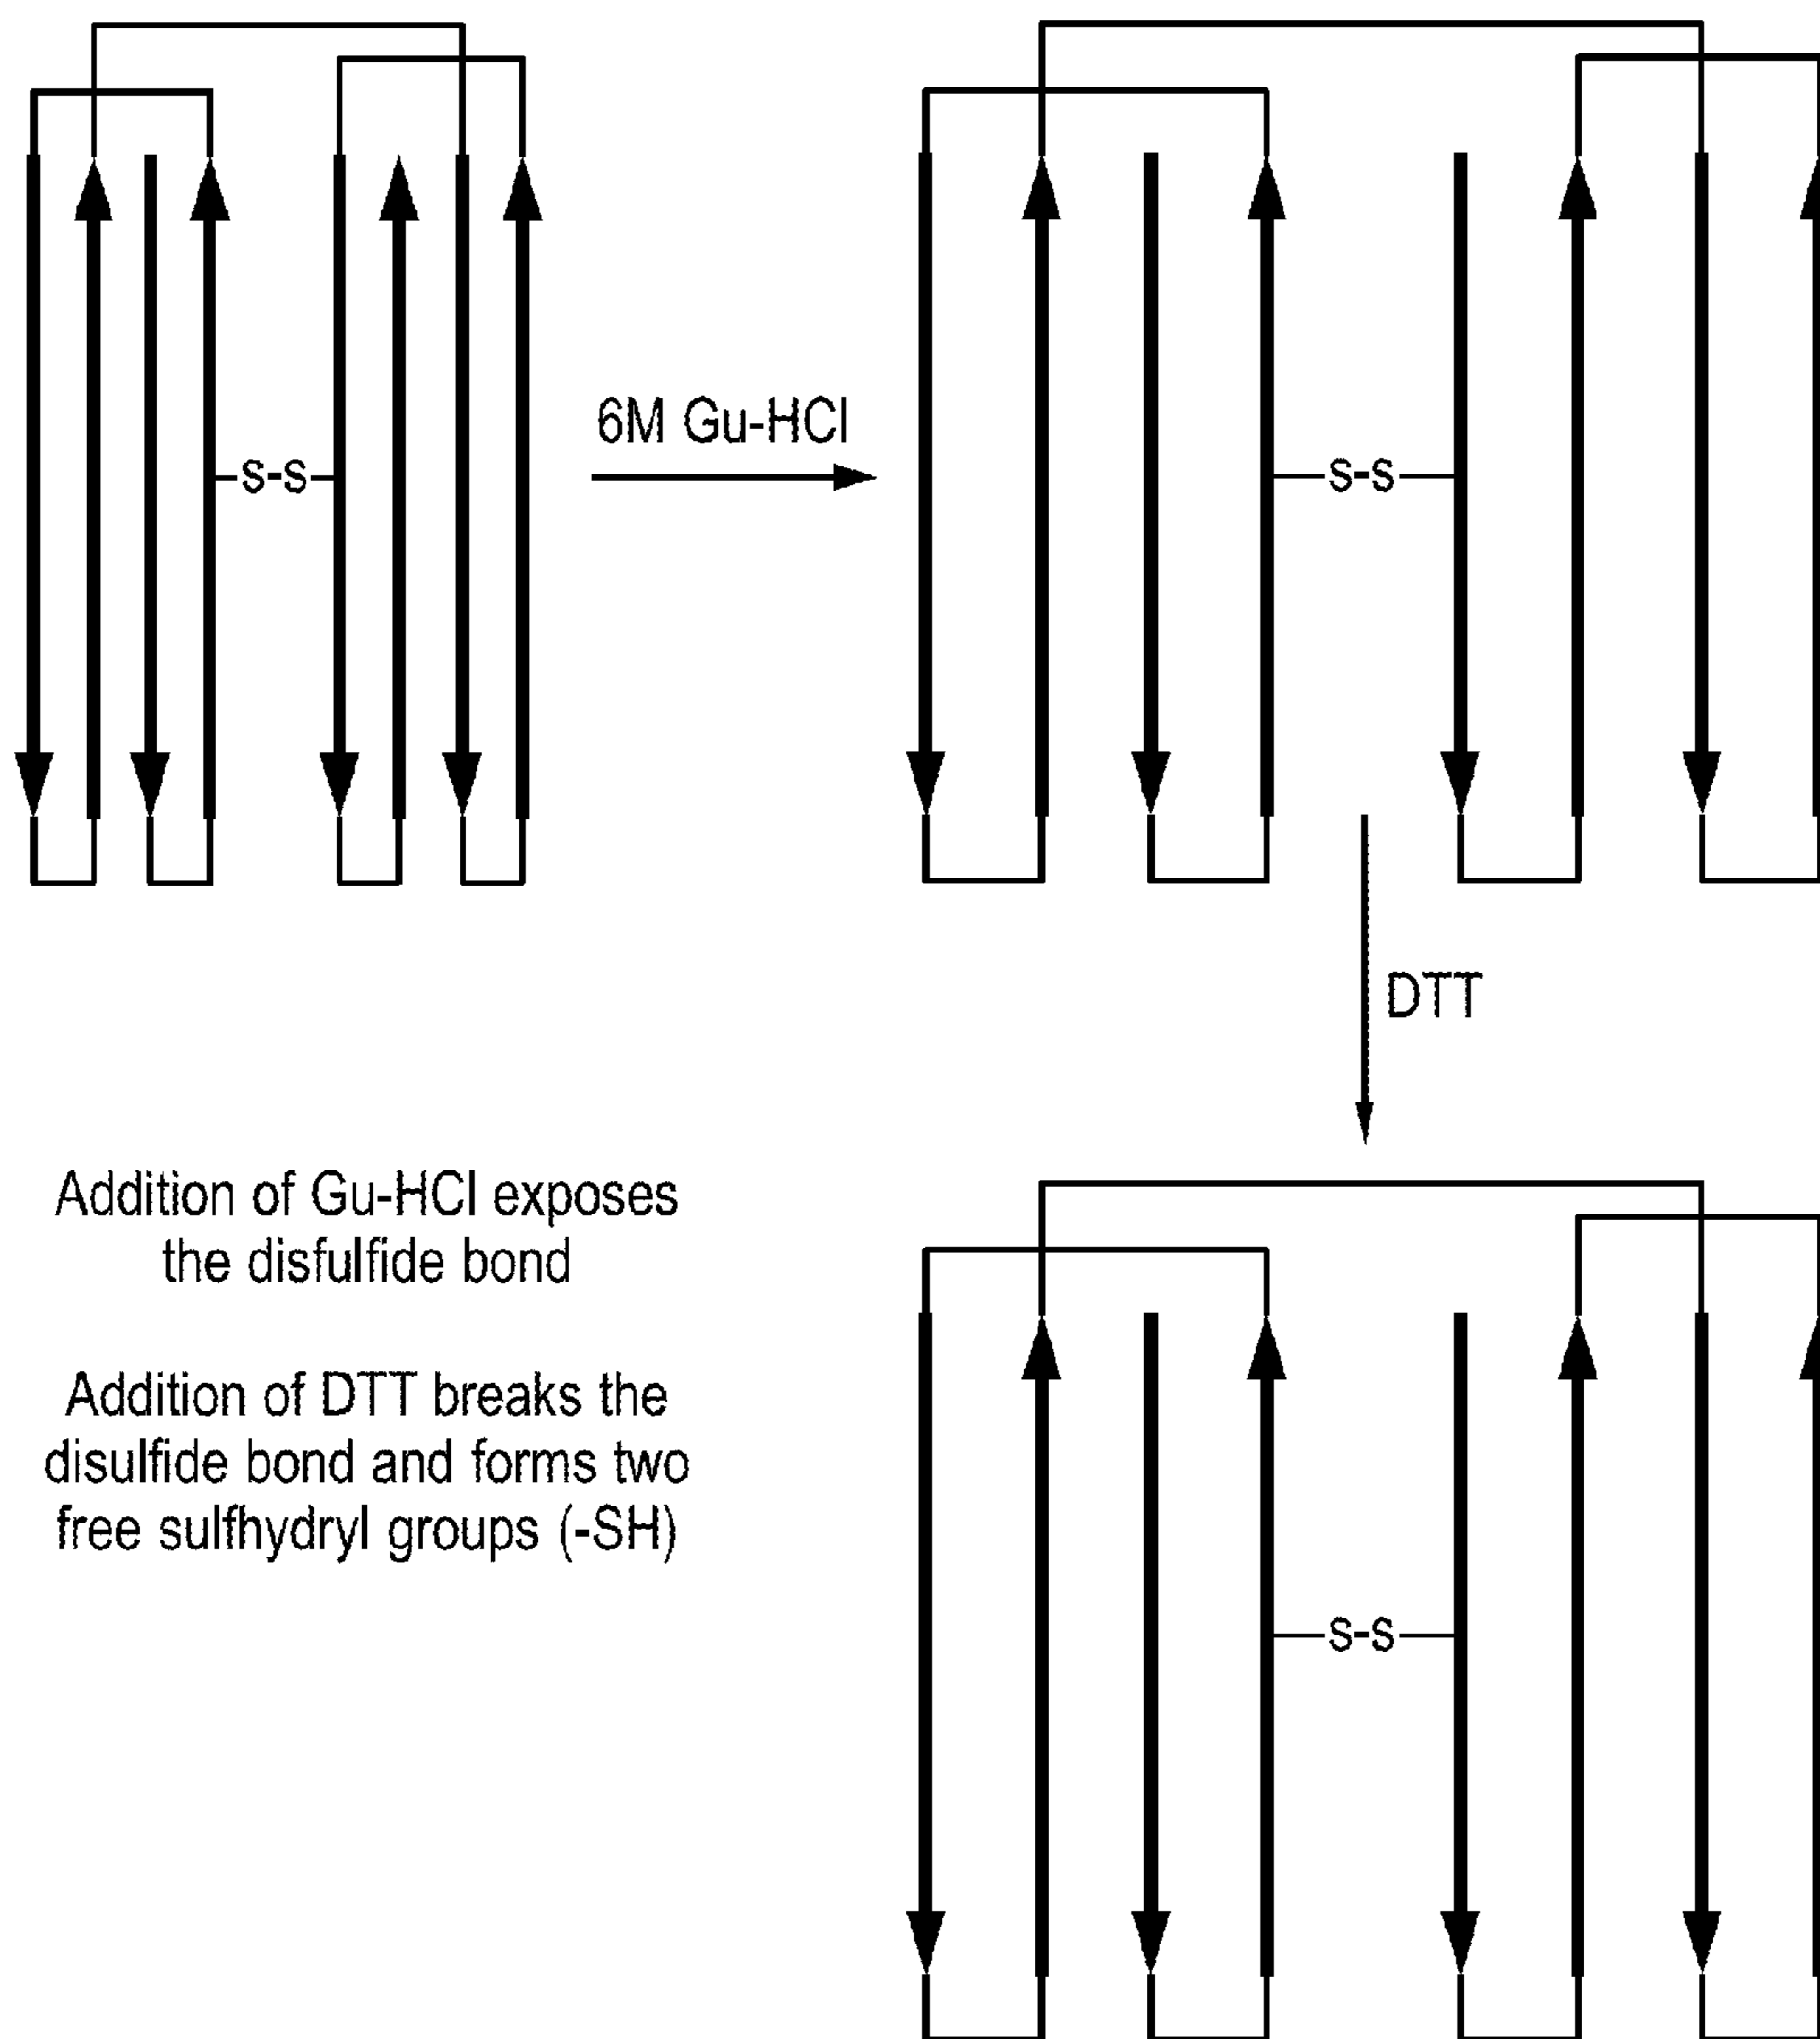 6M Gu-HCl
s-s
s-s
DTT
Addition of Gu-HCl exposes
the disfulfide bond
Addition of DTT breaks the
disulfide bond and forms two
free sulfhydryl groups (-SH)
s-s